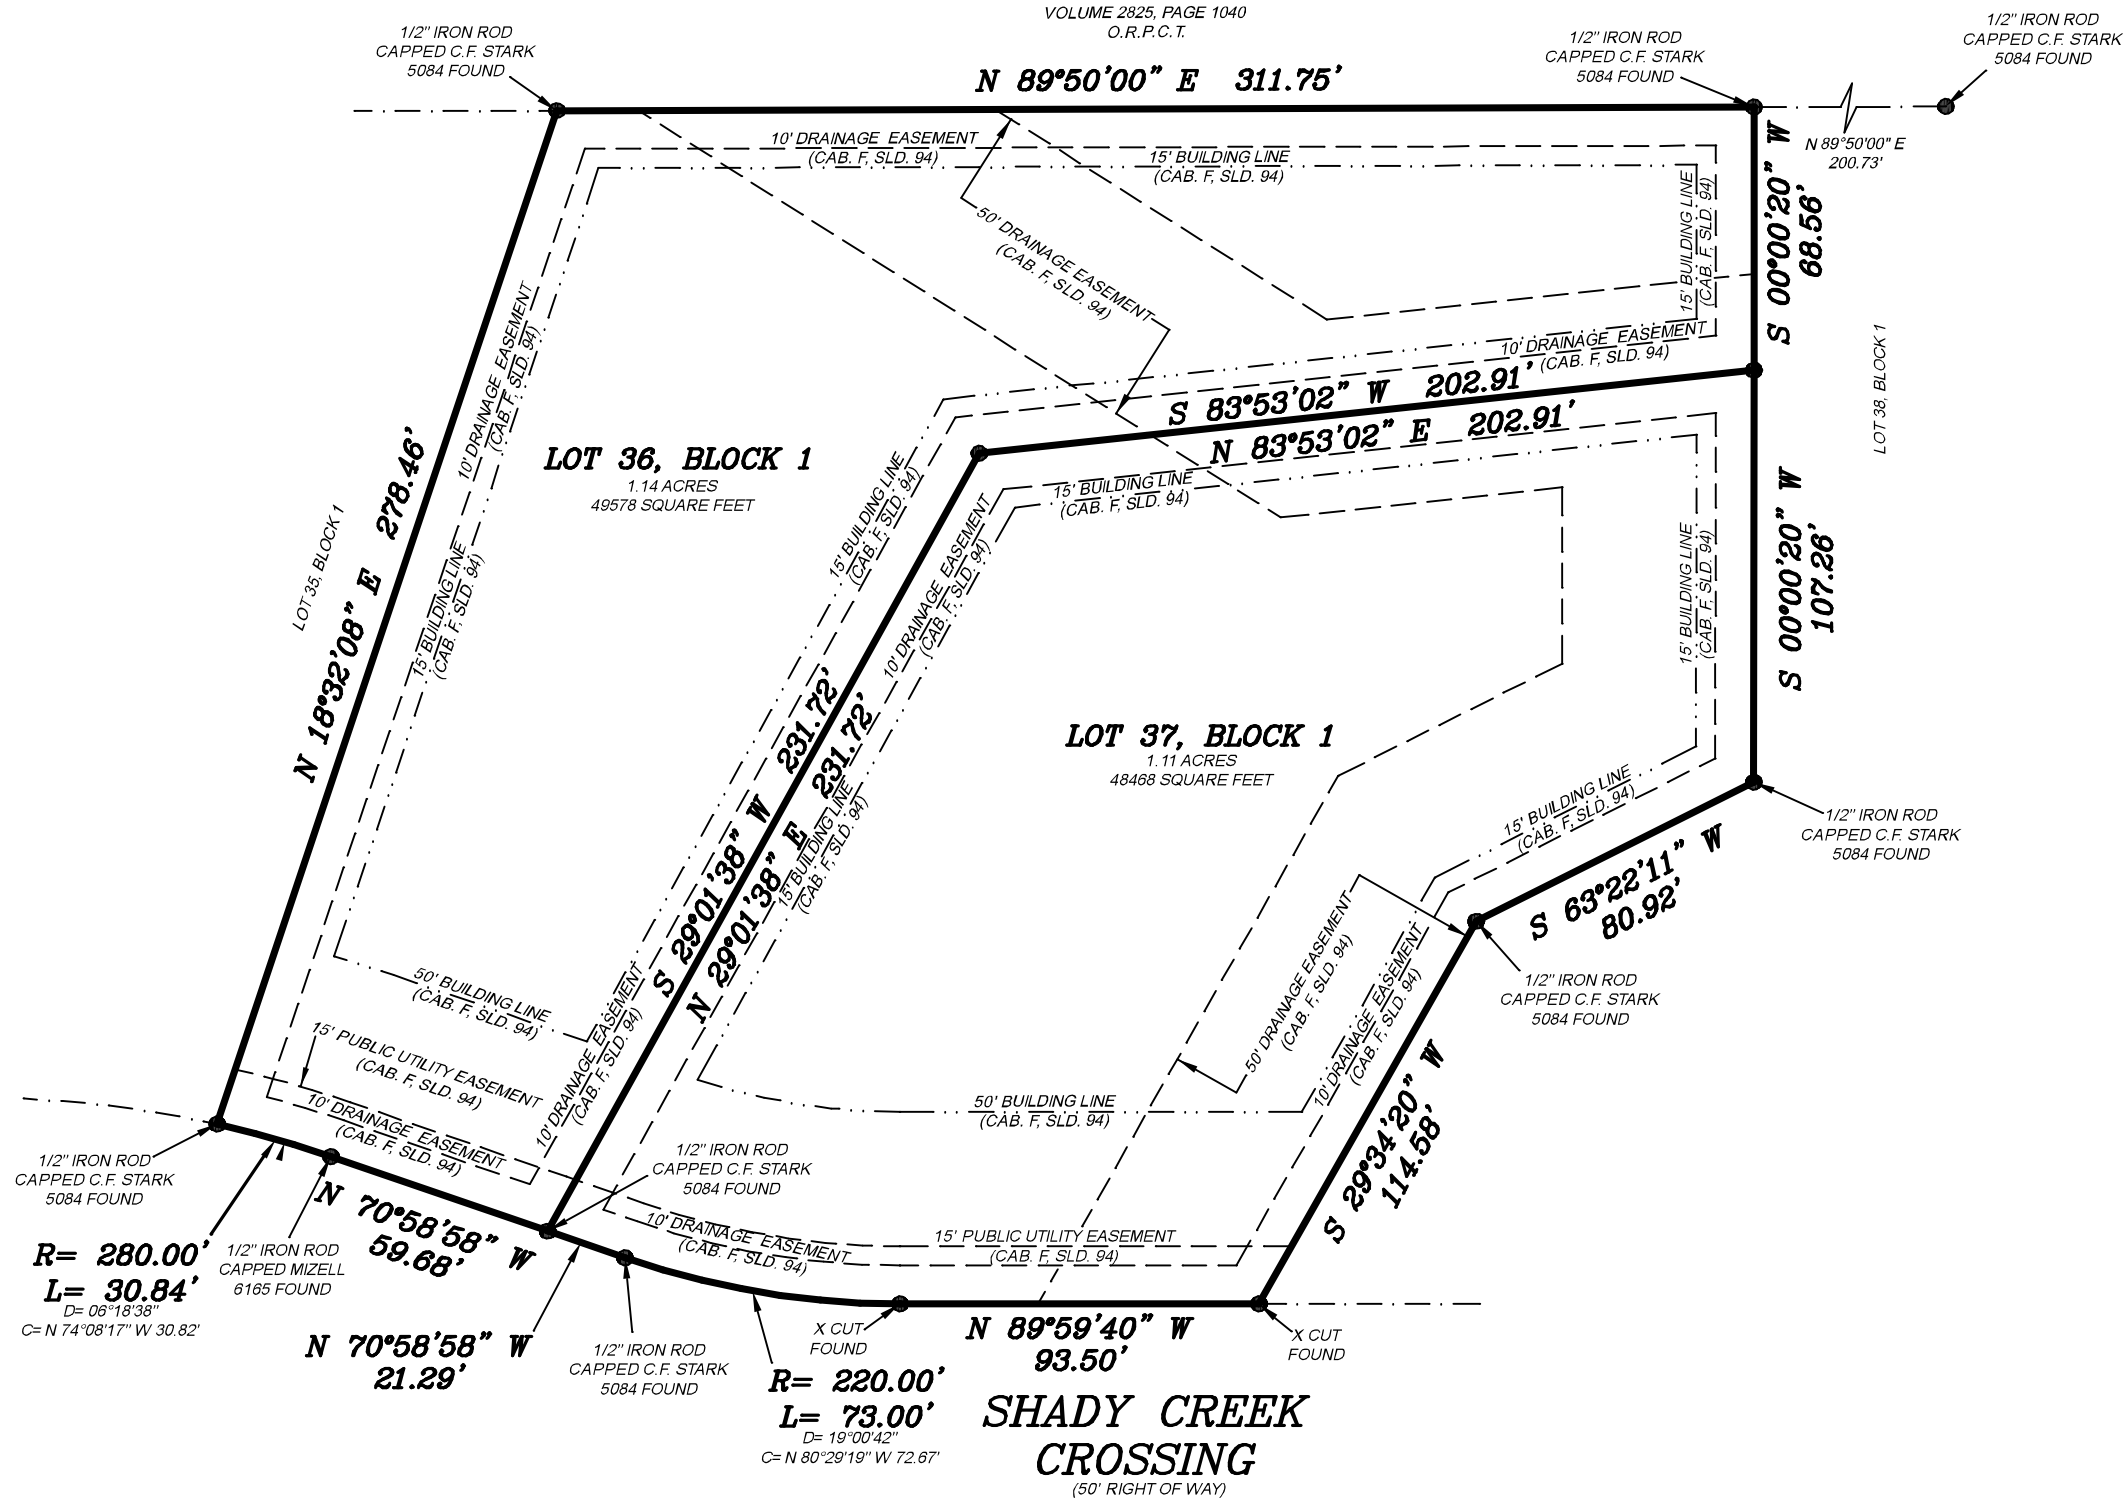 VOLUME 2825, PAGE 1040
O.R.P.C.T.
1/2" IRON ROD
CAPPED C.F. STARK
5084 FOUND
N 89°50'00" E 311.75'
1/2" IRON ROD
CAPPED C.F. STARK
5084 FOUND
1/2" IRON ROD
CAPPED C.F. STARK
5084 FOUND
N 89°50'00" E
200.73'
10' DRAINAGE EASEMENT
(CAB. F, SLD. 94)
15' BUILDING LINE
(CAB. F, SLD. 94)
50' DRAINAGE EASEMENT
(CAB. F, SLD. 94)
15' BUILDING LINE
(CAB. F, SLD. 94)
S 00°00'20" W
68.56'
10' DRAINAGE EASEMENT
(CAB. F, SLD. 94)
10' DRAINAGE EASEMENT
(CAB. F, SLD. 94)
S 83°53'02" W 202.91'
N 83°53'02" E 202.91'
LOT 38, BLOCK 1
LOT 36, BLOCK 1
1.14 ACRES
49578 SQUARE FEET
LOT 35, BLOCK 1
N 18°32'08" E 278.46'
15' BUILDING LINE
(CAB. F, SLD. 94)
15' BUILDING LINE
(CAB. F, SLD. 94)
10' DRAINAGE EASEMENT
(CAB. F, SLD. 94)
15' BUILDING LINE
(CAB. F, SLD. 94)
15' BUILDING LINE
(CAB. F, SLD. 94)
S 00°00'20" W
107.26'
S 29°01'38" W 231.72'
N 29°01'38" E 231.72'
15' BUILDING LINE
(CAB. F, SLD. 94)
LOT 37, BLOCK 1
1.11 ACRES
48468 SQUARE FEET
15' BUILDING LINE
(CAB. F, SLD. 94)
1/2" IRON ROD
CAPPED C.F. STARK
5084 FOUND
S 63°22'11" W
80.92'
50' BUILDING LINE
(CAB. F, SLD. 94)
10' DRAINAGE EASEMENT
(CAB. F, SLD. 94)
50' DRAINAGE EASEMENT
(CAB. F, SLD. 94)
10' DRAINAGE EASEMENT
(CAB. F, SLD. 94)
1/2" IRON ROD
CAPPED C.F. STARK
5084 FOUND
15' PUBLIC UTILITY EASEMENT
(CAB. F, SLD. 94)
10' DRAINAGE EASEMENT
(CAB. F, SLD. 94)
50' BUILDING LINE
(CAB. F, SLD. 94)
S 29°34'20" W
114.58'
1/2" IRON ROD
CAPPED C.F. STARK
5084 FOUND
1/2" IRON ROD
CAPPED C.F. STARK
5084 FOUND
N 70°58'58" W
59.68'
10' DRAINAGE EASEMENT
(CAB. F, SLD. 94)
15' PUBLIC UTILITY EASEMENT
(CAB. F, SLD. 94)
R= 280.00'
L= 30.84'
D= 06°18'38"
C= N 74°08'17" W 30.82'
1/2" IRON ROD
CAPPED MIZELL
6165 FOUND
N 70°58'58" W
21.29'
1/2" IRON ROD
CAPPED C.F. STARK
5084 FOUND
X CUT
FOUND
N 89°59'40" W
93.50'
X CUT
FOUND
R= 220.00'
L= 73.00'
D= 19°00'42"
C= N 80°29'19" W 72.67'
SHADY CREEK
CROSSING
(50' RIGHT OF WAY)